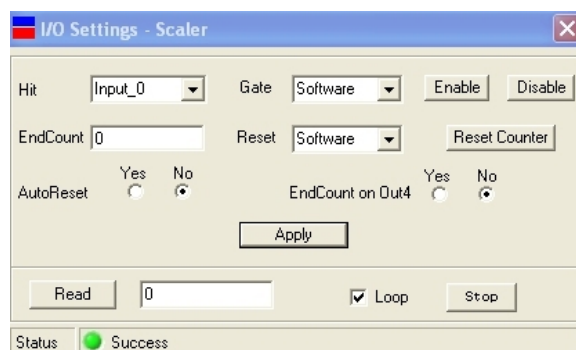 I/O Settings - Scaler
Hit Input_0 Gate Software Enable Disable
EndCount 0 Reset Software Reset Counter
Yes No Yes No
AutoReset EndCount on Out4
Apply
Read 0 Loop Stop
Status Success